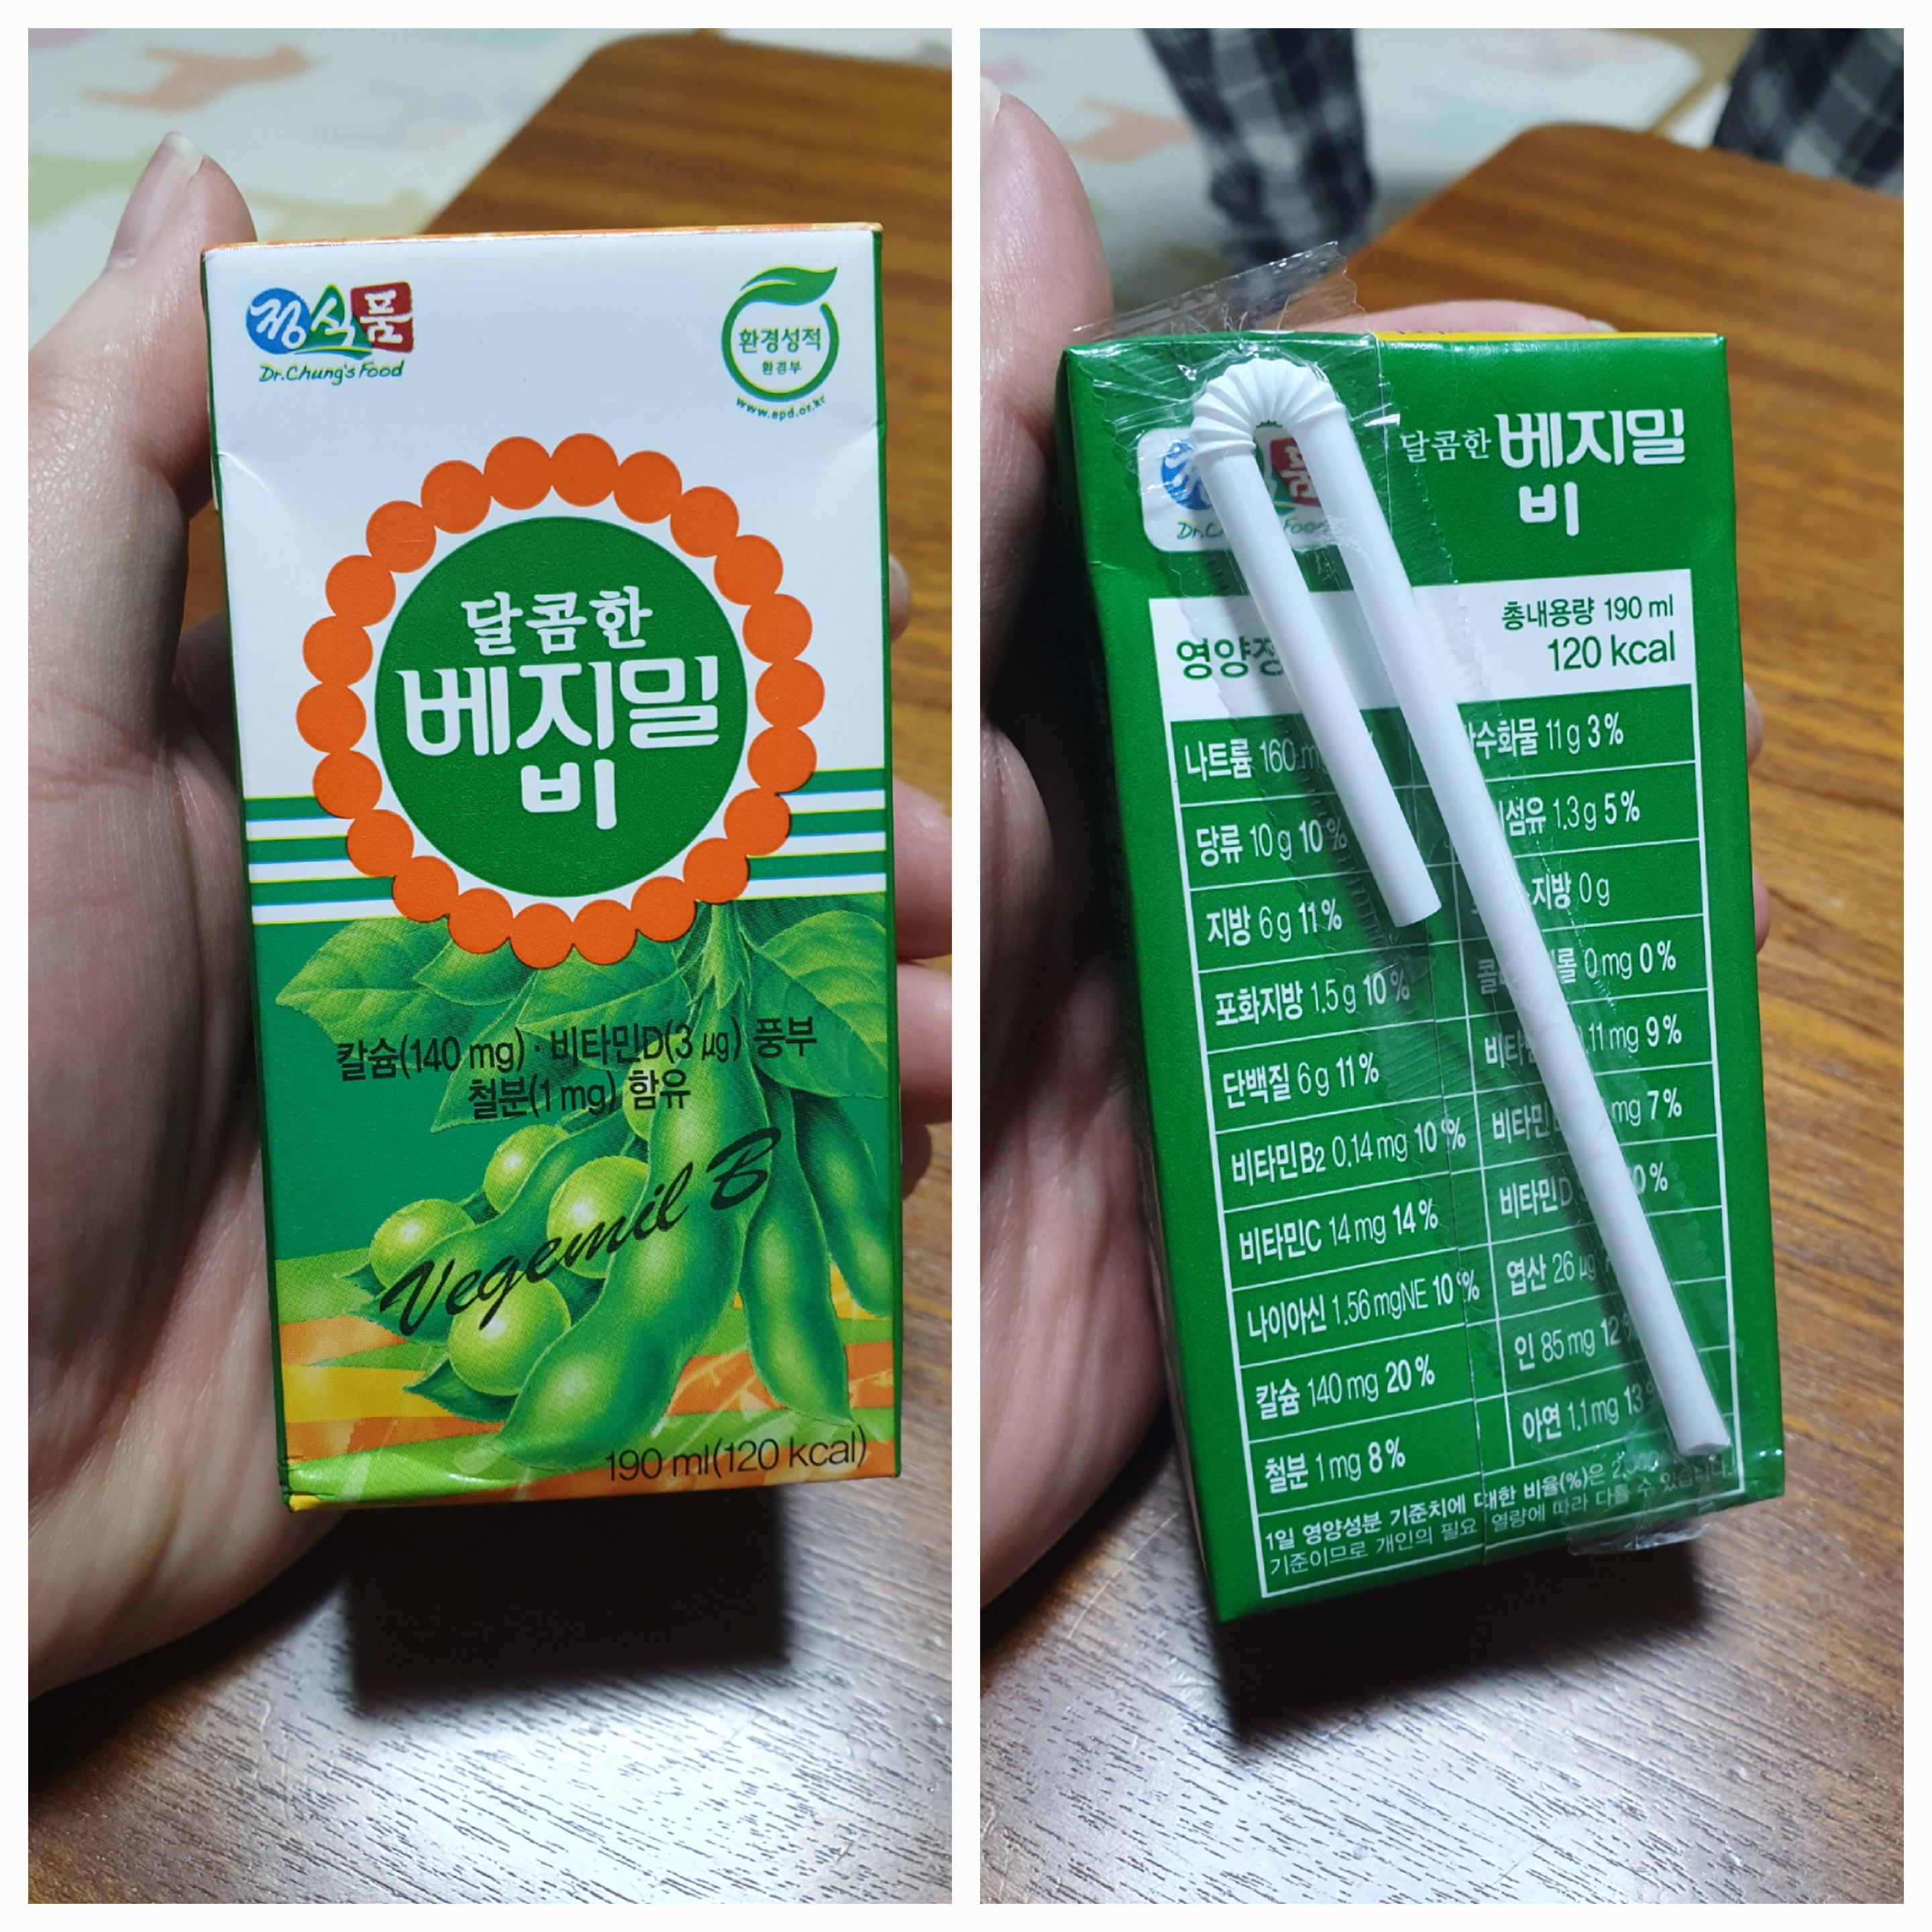 정식품
Dr.Chung's Food
환경성적
환경부
www.epd.or.kr
달콤한
베지밀
비
칼슘(140 mg)·비타민D(3 µg) 풍부
철분(1 mg) 함유
Vegemil B
190 ml(120 kcal)
달콤한 베지밀
비
총내용량 190 ml
120 kcal
나트륨 160
수화물 11 g 3 %
당류 10 g 10 %
섬유 1.3 g 5 %
지방 6 g 11 %
지방 0 g
포화지방 1.5 g 10 %
0 mg 0 %
단백질 6 g 11 %
mg 9 %
비타민B2 0.14 mg 10 %
mg 7 %
비타민C 14 mg 14 %
비타민D
나이아신 1.56 mgNE 10 %
엽산 26 µg
칼슘 140 mg 20 %
인 85 mg 12
철분 1 mg 8 %
아연 1.1 mg 13
1일 영양성분 기준치에 대한 비율(%)은
기준이므로 개인의 필요 열량에 따라 다를 수 있습니다.